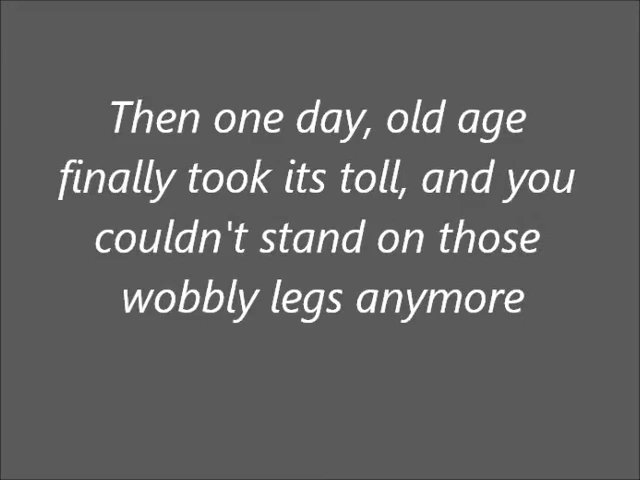 Then one day, old age
finally took its toll, and you
couldn't stand on those
wobbly legs anymore